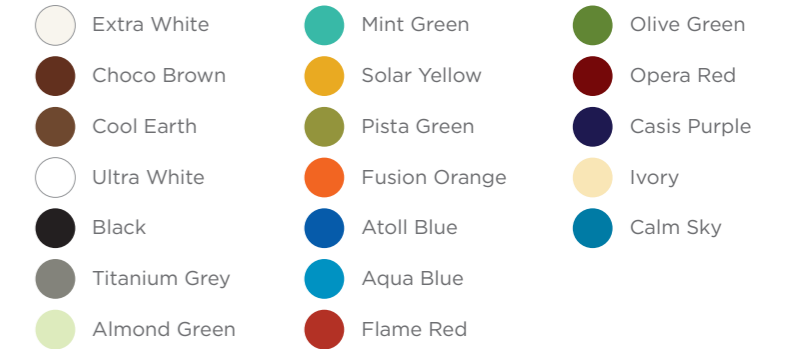 Extra White
Choco Brown
Cool Earth
Ultra White
Black
Titanium Grey
Almond Green
Mint Green
Solar Yellow
Pista Green
Fusion Orange
Atoll Blue
Aqua Blue
Flame Red
Olive Green
Opera Red
Casis Purple
Ivory
Calm Sky